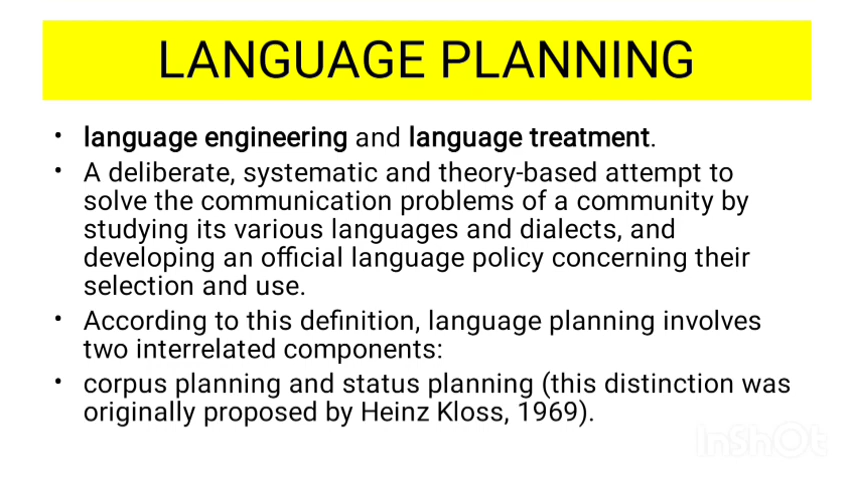 LANGUAGE PLANNING
• language engineering and language treatment.
• A deliberate, systematic and theory-based attempt to
solve the communication problems of a community by
studying its various languages and dialects, and
developing an official language policy concerning their
selection and use.
• According to this definition, language planning involves
two interrelated components:
• corpus planning and status planning (this distinction was
originally proposed by Heinz Kloss, 1969).
InShOt